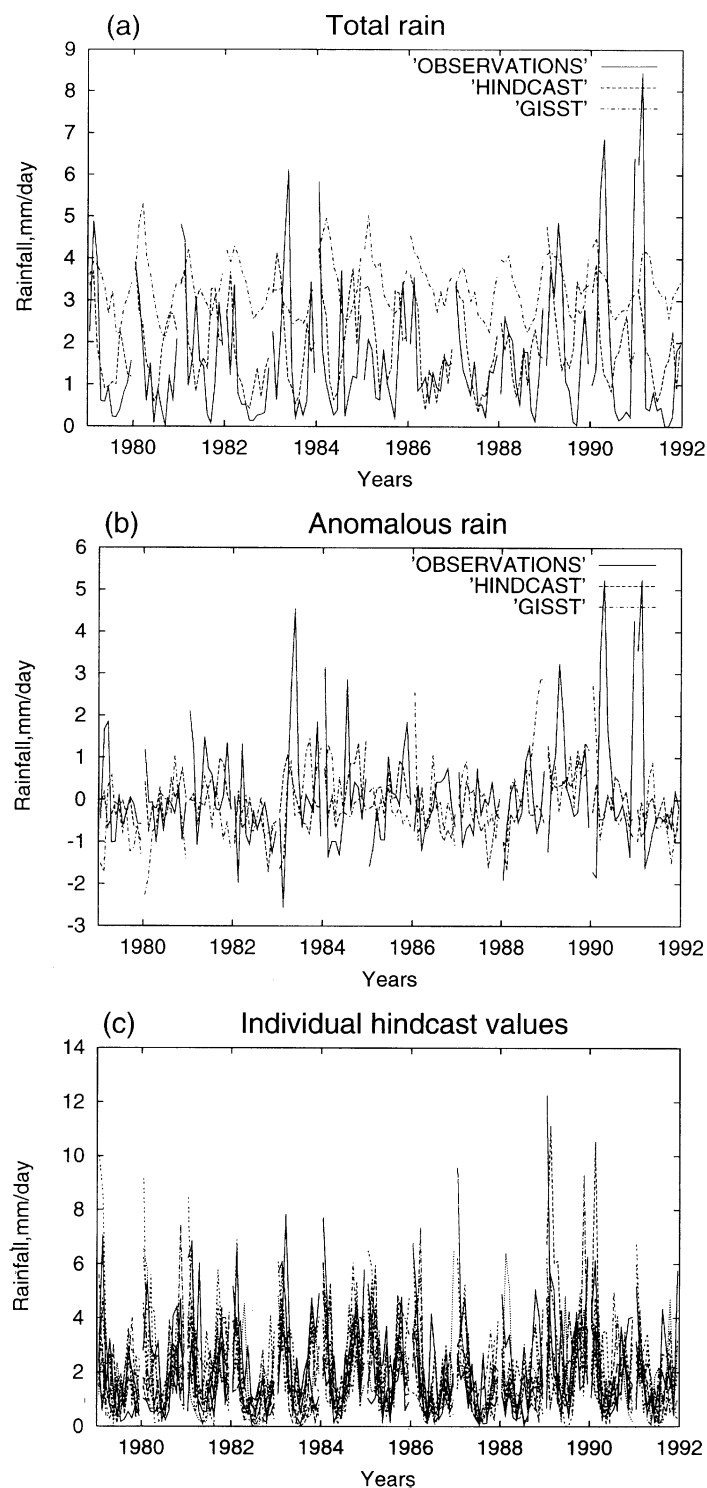 (a) Total rain
9
'OBSERVATIONS'
'HINDCAST'
'GISST'
8
7
6
5
4
3
2
1
0
Rainfall,mm/day
1980 1982 1984 1986 1988 1990 1992
Years
(b) Anomalous rain
6
'OBSERVATIONS'
'HINDCAST'
'GISST'
5
4
3
2
1
0
-1
-2
-3
Rainfall,mm/day
1980 1982 1984 1986 1988 1990 1992
Years
(c) Individual hindcast values
14
12
10
8
6
4
2
0
Rainfall,mm/day
1980 1982 1984 1986 1988 1990 1992
Years